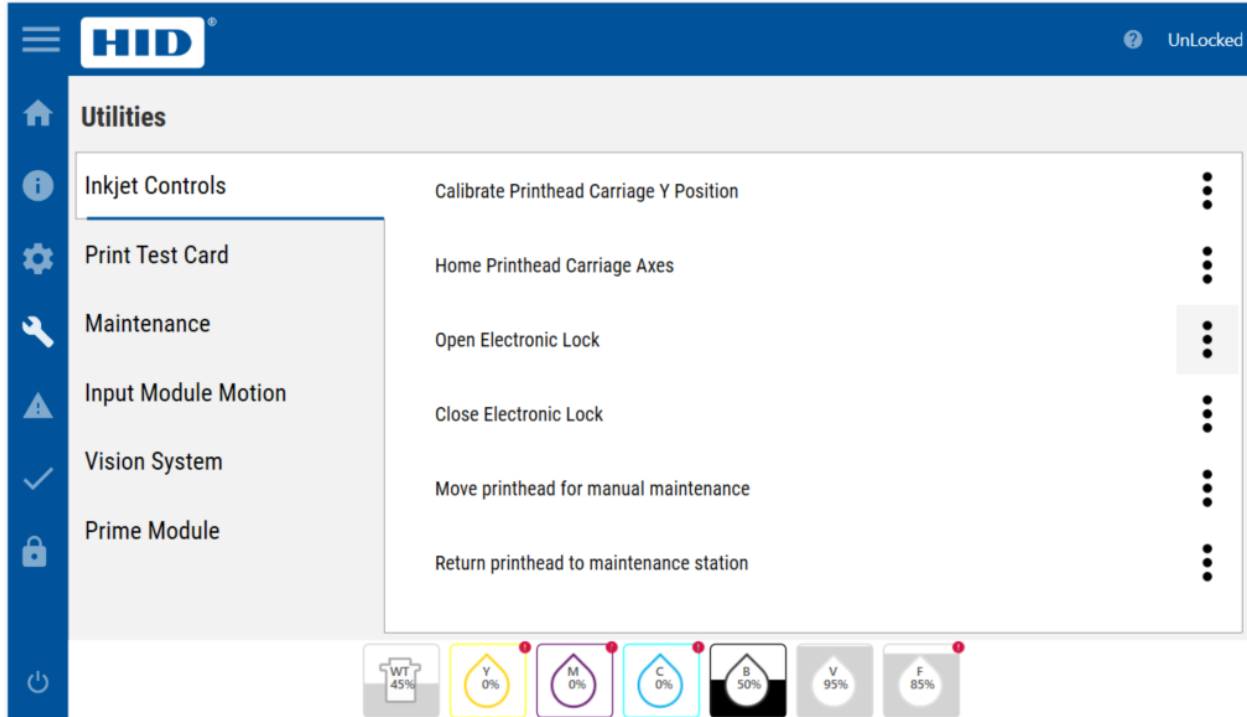 HID®
UnLocked
Utilities
Inkjet Controls
Print Test Card
Maintenance
Input Module Motion
Vision System
Prime Module
Calibrate Printhead Carriage Y Position
Home Printhead Carriage Axes
Open Electronic Lock
Close Electronic Lock
Move printhead for manual maintenance
Return printhead to maintenance station
WT
45%
Y
0%
M
0%
C
0%
B
50%
V
95%
F
85%